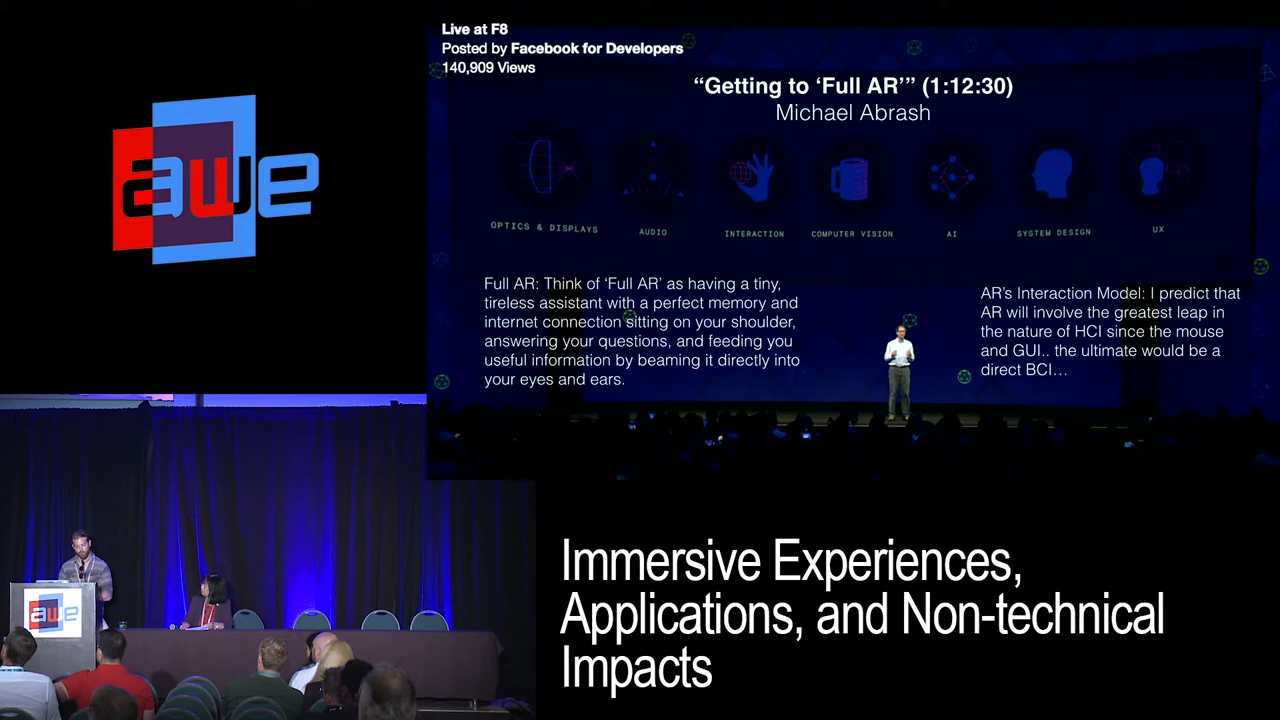 awe
Live at F8
Posted by Facebook for Developers
140,909 Views
“Getting to ‘Full AR’” (1:12:30)
Michael Abrash
OPTICS & DISPLAYS
AUDIO
INTERACTION
COMPUTER VISION
AI
SYSTEM DESIGN
UX
Full AR: Think of ‘Full AR’ as having a tiny,
tireless assistant with a perfect memory and
internet connection sitting on your shoulder,
answering your questions, and feeding you
useful information by beaming it directly into
your eyes and ears.
AR’s Interaction Model: I predict that
AR will involve the greatest leap in
the nature of HCI since the mouse
and GUI.. the ultimate would be a
direct BCI…
awe
Immersive Experiences,
Applications, and Non-technical
Impacts